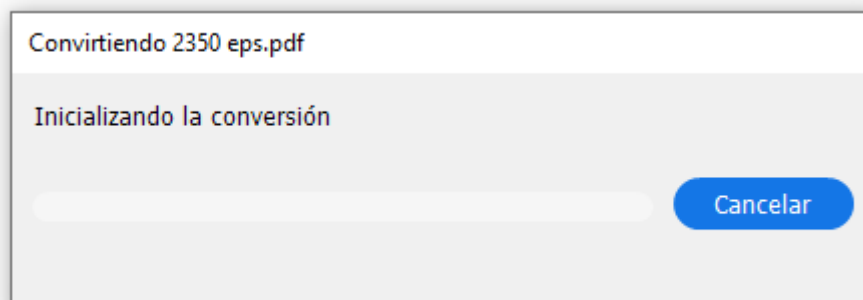 Convirtiendo 2350 eps.pdf
Inicializando la conversión
Cancelar